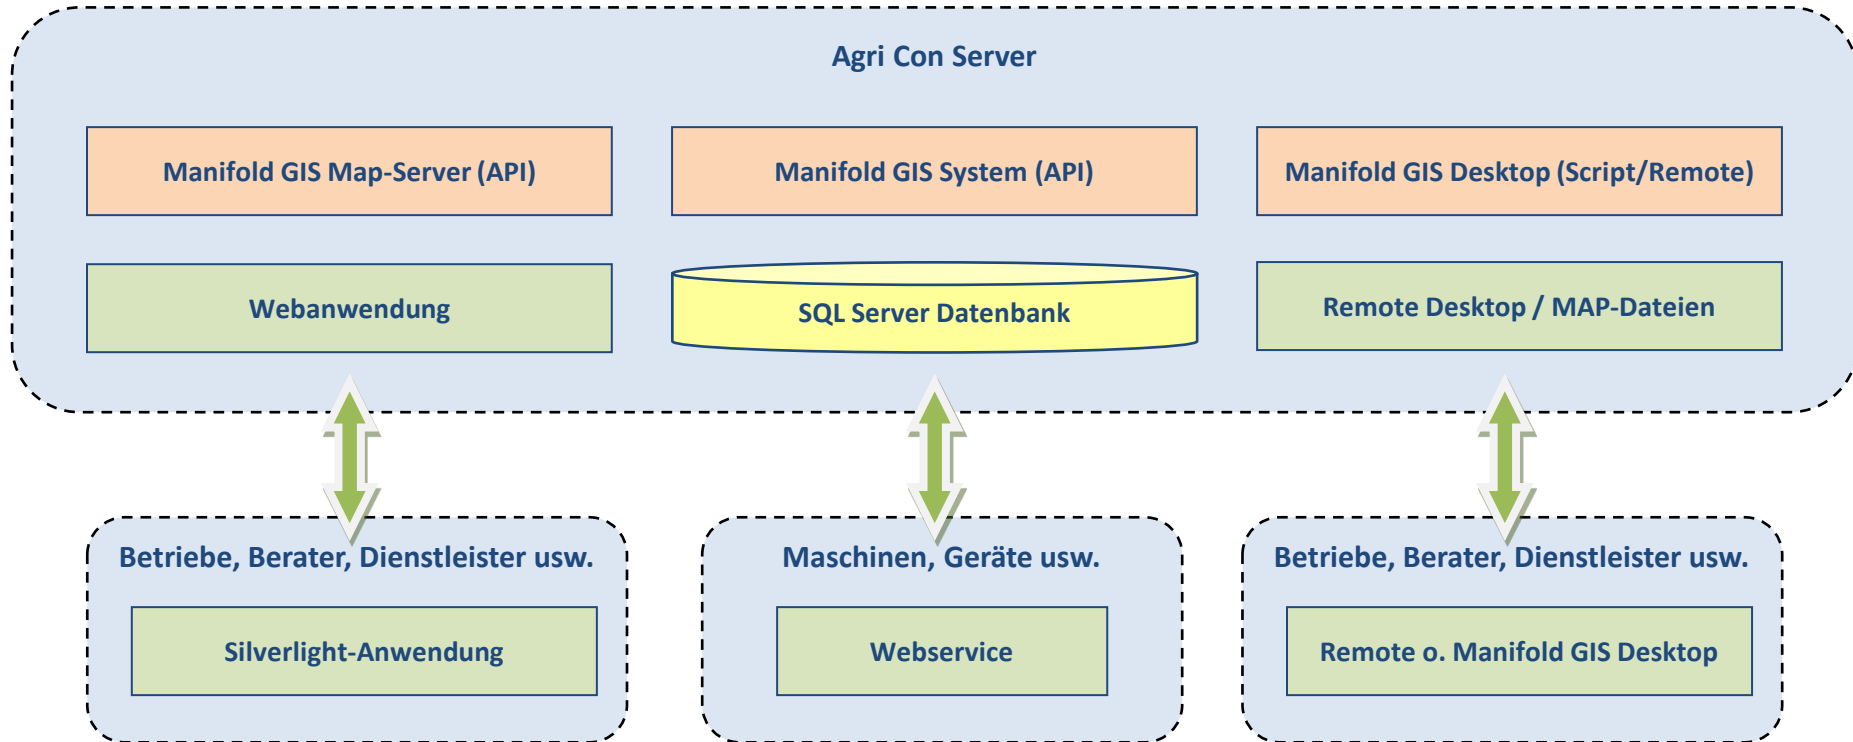 Agri Con Server
Manifold GIS Map-Server (API)
Manifold GIS System (API)
Manifold GIS Desktop (Script/Remote)
Webanwendung
SQL Server Datenbank
Remote Desktop / MAP-Dateien
Betriebe, Berater, Dienstleister usw.
Maschinen, Geräte usw.
Betriebe, Berater, Dienstleister usw.
Silverlight-Anwendung
Webservice
Remote o. Manifold GIS Desktop